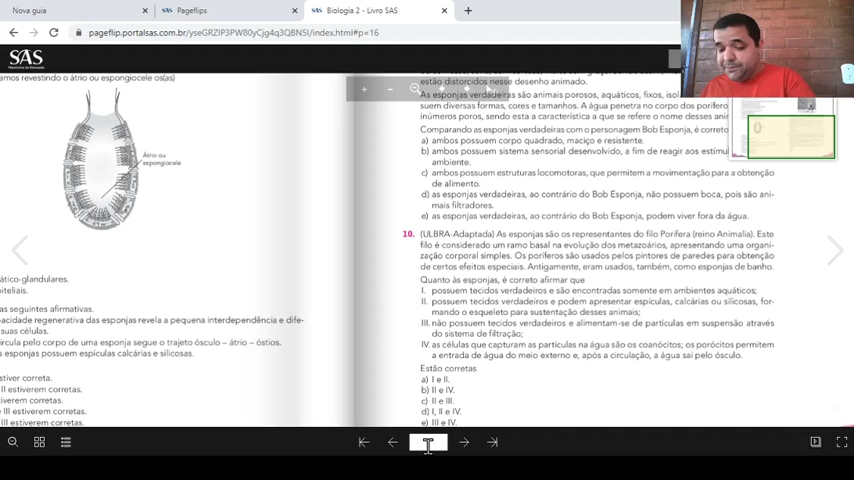 Nova guia
Pageflips
Biologia 2 - Livro SAS
pageflip.portalsas.com.br/yseGRZIP3PW80yCjg4q3QBN5I/index.html#p=16
SAS
amos revestindo o átrio ou espongiocele os(as)
Átrio ou
espongiocele
ático-glandulares.
piteliais.
as seguintes afirmativas.
pacidade regenerativa das esponjas revela a pequena interdependência e dife-
suas células.
circula pelo corpo de uma esponja segue o trajeto ósculo – átrio – óstios.
s esponjas possuem espículas calcárias e silicosas.
stiver correta.
II estiverem corretas.
tiverem corretas.
e III estiverem corretas.
III estiverem corretas.
estão distorcidos nesse desenho animado.
As esponjas verdadeiras são animais porosos, aquáticos, fixos, isol
suem diversas formas, cores e tamanhos. A água penetra no corpo dos porífero
inúmeros poros, sendo esta a característica a que se refere o nome desses anim
Comparando as esponjas verdadeiras com o personagem Bob Esponja, é correto
a) ambos possuem corpo quadrado, maciço e resistente.
b) ambos possuem sistema sensorial desenvolvido, a fim de reagir aos estímul
ambiente.
c) ambos possuem estruturas locomotoras, que permitem a movimentação para a obtenção
de alimento.
d) as esponjas verdadeiras, ao contrário do Bob Esponja, não possuem boca, pois são ani-
mais filtradores.
e) as esponjas verdadeiras, ao contrário do Bob Esponja, podem viver fora da água.
10. (ULBRA-Adaptada) As esponjas são os representantes do filo Porifera (reino Animalia). Este
filo é considerado um ramo basal na evolução dos metazoários, apresentando uma organi-
zação corporal simples. Os poríferos são usados pelos pintores de paredes para obtenção
de certos efeitos especiais. Antigamente, eram usados, também, como esponjas de banho.
Quanto às esponjas, é correto afirmar que
I. possuem tecidos verdadeiros e são encontradas somente em ambientes aquáticos;
II. possuem tecidos verdadeiros e podem apresentar espículas, calcárias ou silicosas, for-
mando o esqueleto para sustentação desses animais;
III. não possuem tecidos verdadeiros e alimentam-se de partículas em suspensão através
do sistema de filtração;
IV. as células que capturam as partículas na água são os coanócitos; os porócitos permitem
a entrada de água do meio externo e, após a circulação, a água sai pelo ósculo.
Estão corretas
a) I e II.
b) II e IV.
c) II e III.
d) I, II e IV.
e) III e IV.